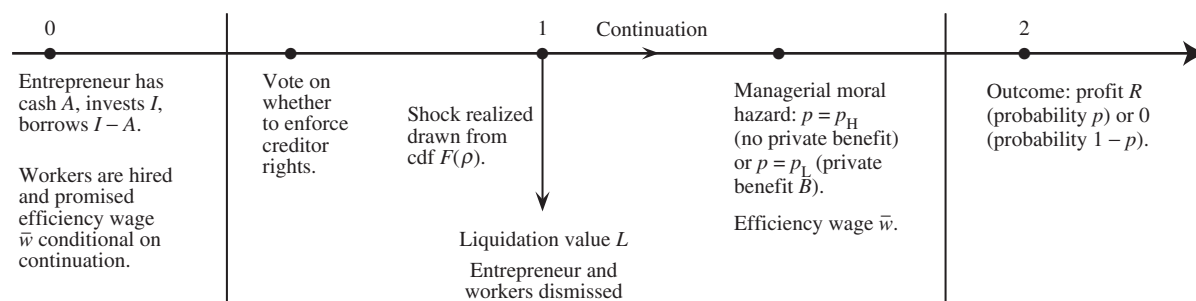 0
1
Continuation
2
Entrepreneur has
cash A, invests I,
borrows I – A.
Workers are hired
and promised
efficiency wage
w̄ conditional on
continuation.
Vote on
whether
to enforce
creditor
rights.
Shock realized
drawn from
cdf F(ρ).
Liquidation value L
Entrepreneur and
workers dismissed
Managerial moral
hazard: p = p_H
(no private benefit)
or p = p_L (private
benefit B).
Efficiency wage w̄.
Outcome: profit R
(probability p) or 0
(probability 1 – p).